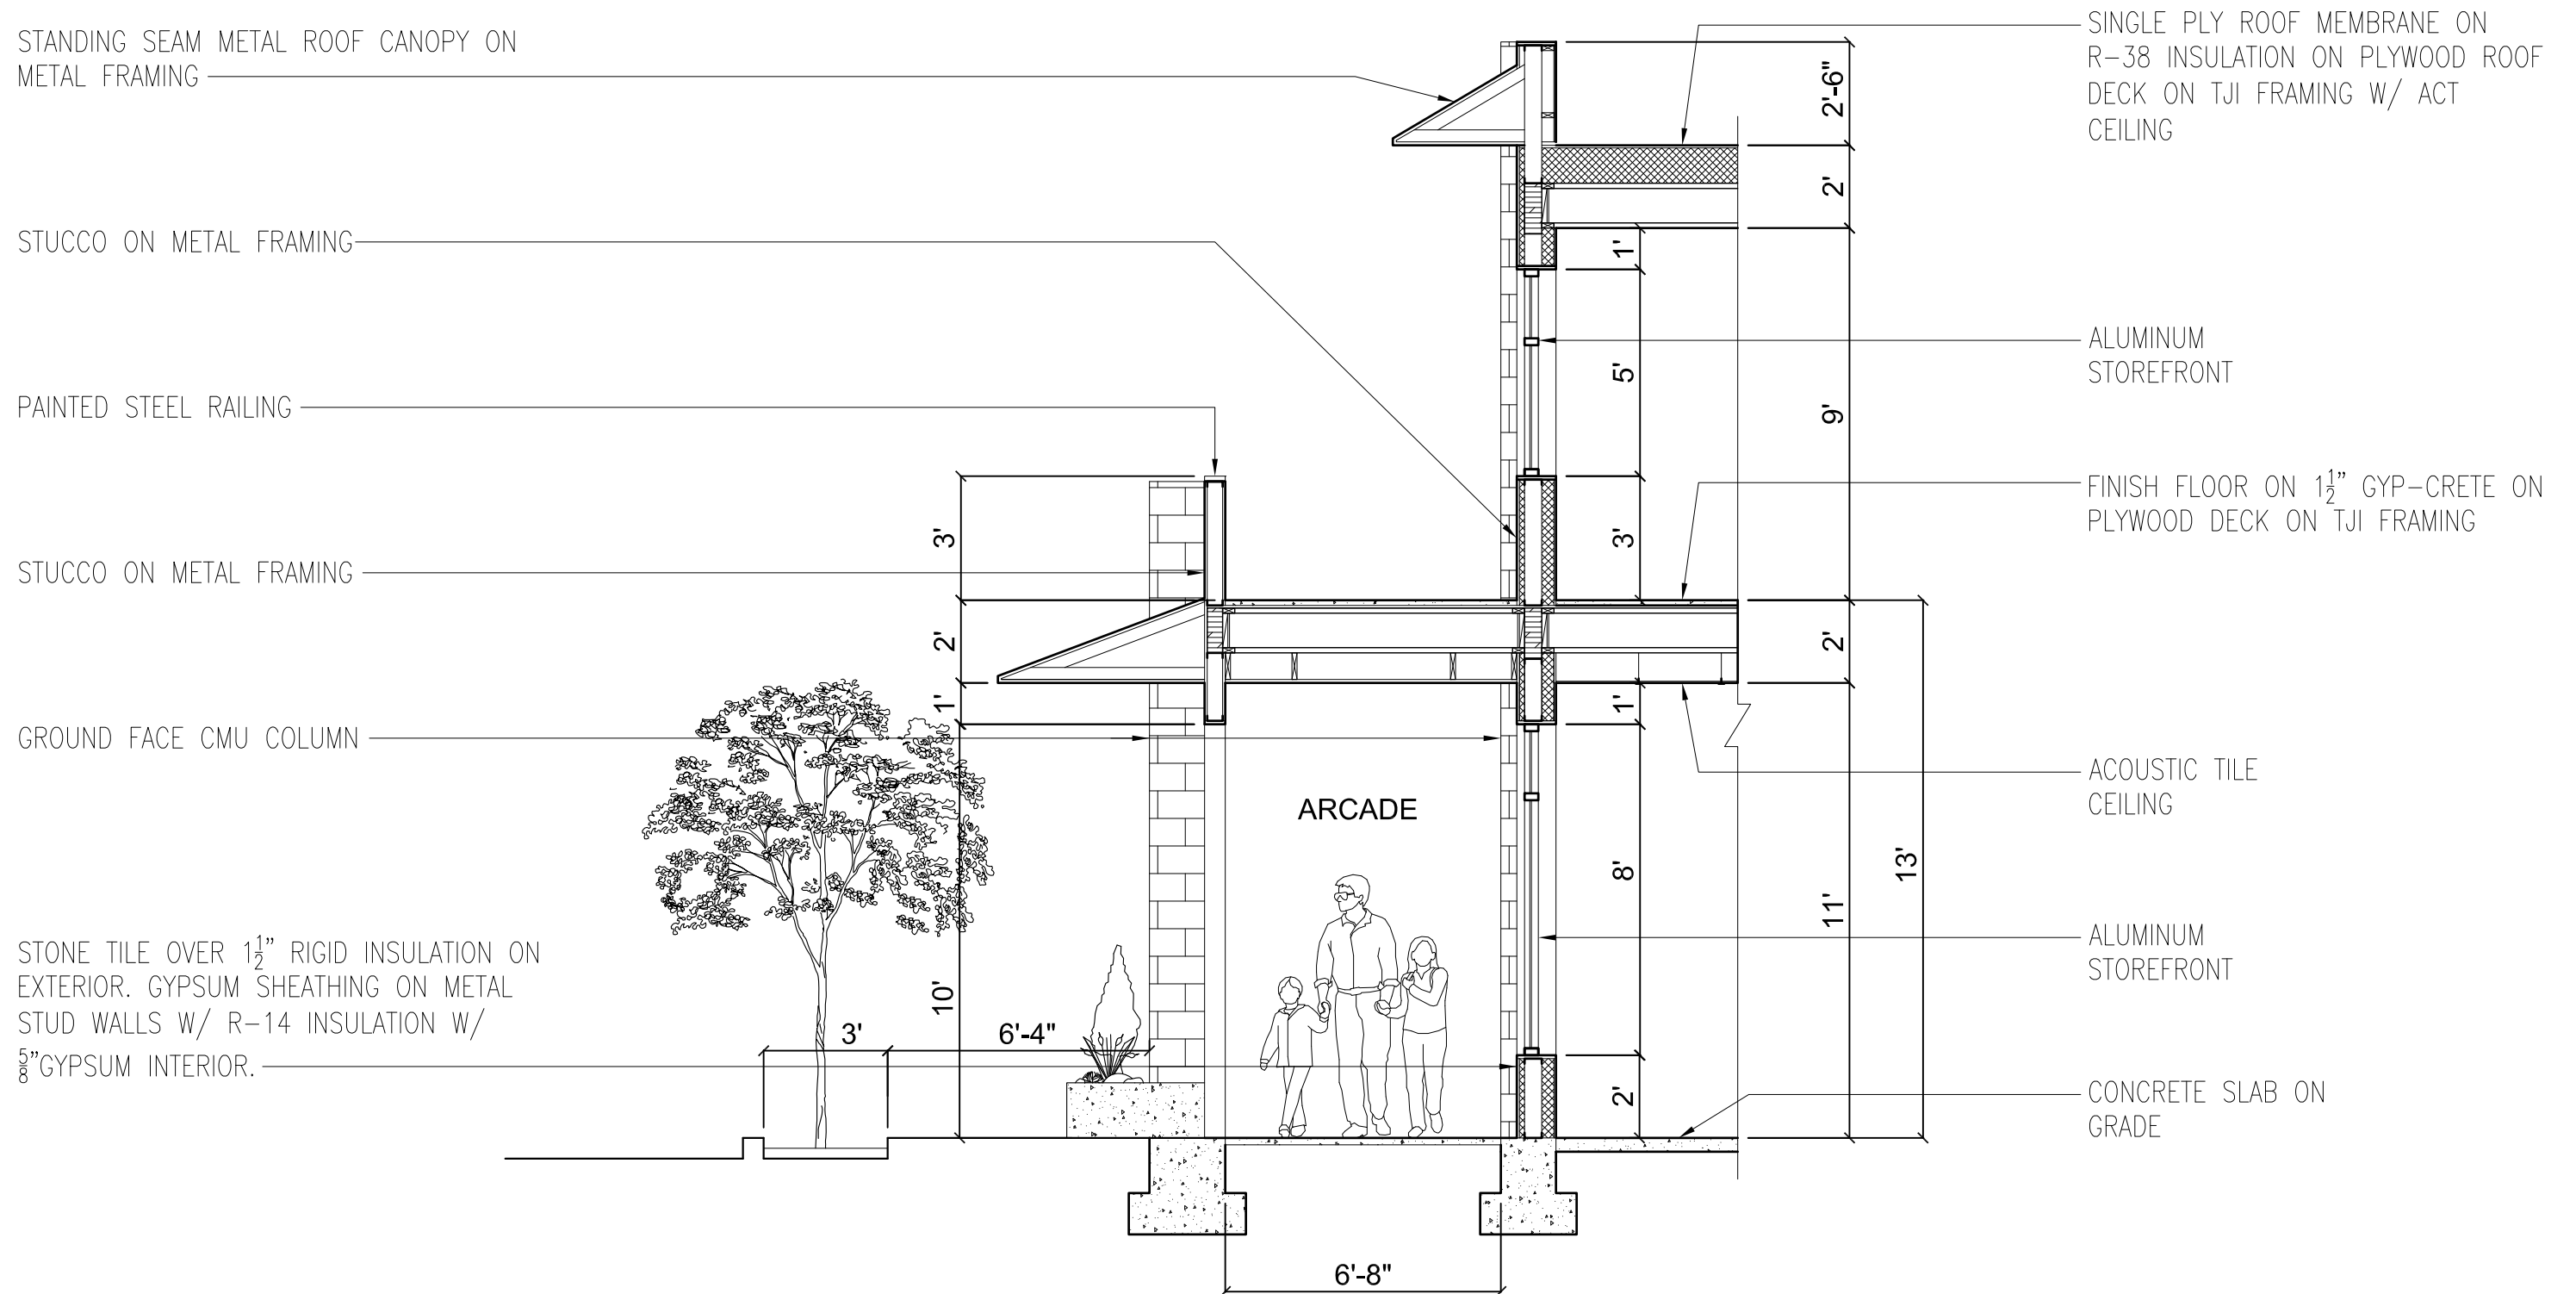 STANDING SEAM METAL ROOF CANOPY ON
METAL FRAMING
STUCCO ON METAL FRAMING
PAINTED STEEL RAILING
STUCCO ON METAL FRAMING
GROUND FACE CMU COLUMN
STONE TILE OVER 1 1/2" RIGID INSULATION ON
EXTERIOR. GYPSUM SHEATHING ON METAL
STUD WALLS W/ R-14 INSULATION W/
5/8"GYPSUM INTERIOR.
3'
2'
1'
10'
3'
6'-4"
ARCADE
6'-8"
1'
5'
3'
1'
8'
2'
2'-6"
2'
9'
2'
11'
13'
SINGLE PLY ROOF MEMBRANE ON
R-38 INSULATION ON PLYWOOD ROOF
DECK ON TJI FRAMING W/ ACT
CEILING
ALUMINUM
STOREFRONT
FINISH FLOOR ON 1 1/2" GYP-CRETE ON
PLYWOOD DECK ON TJI FRAMING
ACOUSTIC TILE
CEILING
ALUMINUM
STOREFRONT
CONCRETE SLAB ON
GRADE